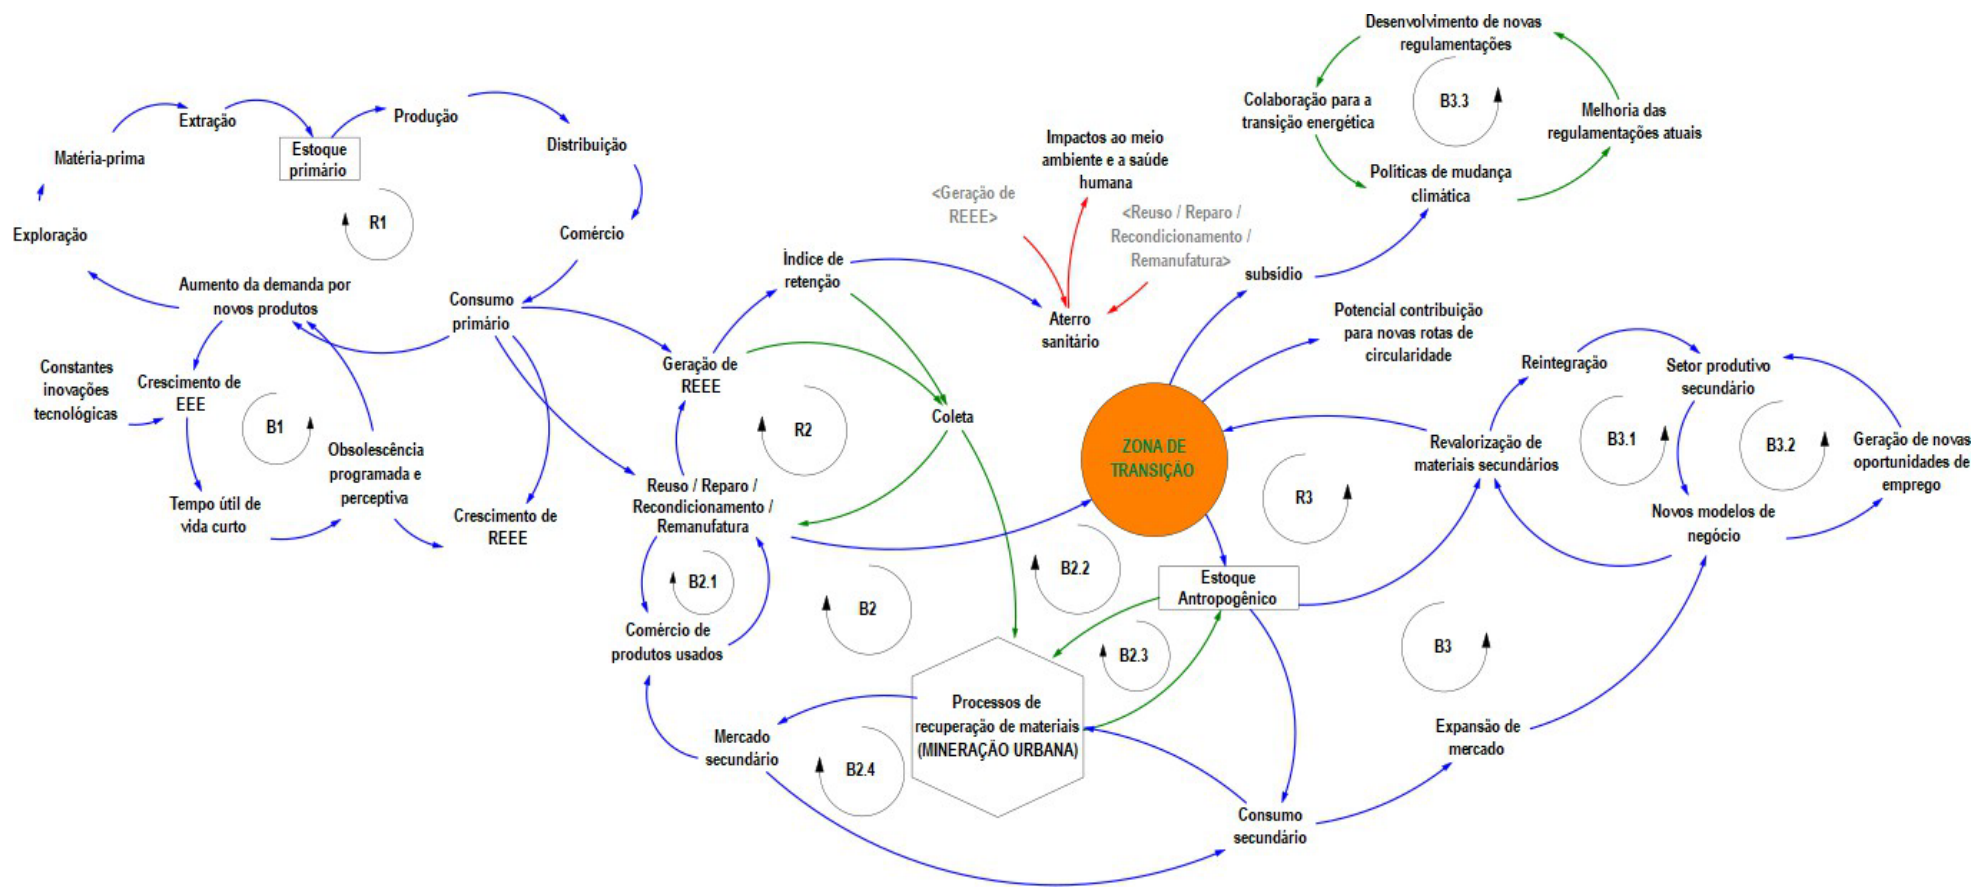 Desenvolvimento de novas
regulamentações
B3.3
Colaboração para a
transição energética
Melhoria das
regulamentações atuais
Políticas de mudança
climática
Extração
Produção
Matéria-prima
Estoque
primário
Distribuição
Exploração
R1
Comércio
Impactos ao meio
ambiente e a saúde
humana
<Geração de
REEE>
<Reuso / Reparo /
Recondicionamento /
Remanufatura>
Índice de
retenção
subsídio
Aumento da demanda por
novos produtos
Consumo
primário
Aterro
sanitário
Potencial contribuição
para novas rotas de
circularidade
Constantes
inovações
tecnológicas
Crescimento de
EEE
B1
Geração de
REEE
R2
Coleta
Obsolescência
programada e
perceptiva
Tempo útil de
vida curto
Crescimento de
REEE
Reuso / Reparo /
Recondicionamento /
Remanufatura
ZONA DE
TRANSIÇÃO
R3
Reintegração
Setor produtivo
secundário
Revalorização de
materiais secundários
B3.1
B3.2
Geração de novas
oportunidades de
emprego
Novos modelos de
negócio
B2.1
B2
B2.2
Estoque
Antropogênico
Comércio de
produtos usados
B2.3
B3
Processos de
recuperação de materiais
(MINERAÇÃO URBANA)
Mercado
secundário
B2.4
Expansão de
mercado
Consumo
secundário